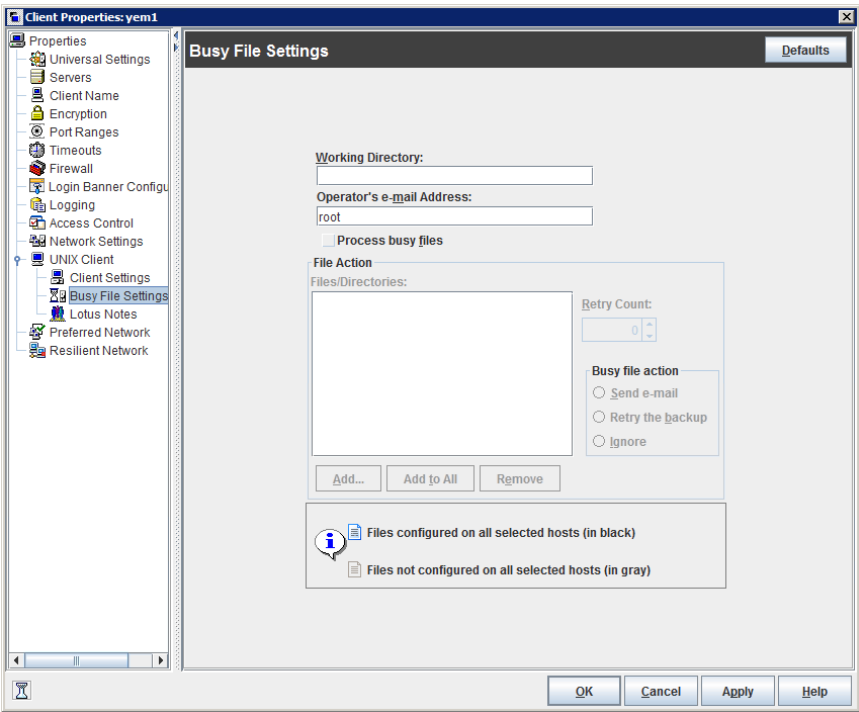 Client Properties: yem1
Properties
Universal Settings
Servers
Client Name
Encryption
Port Ranges
Timeouts
Firewall
Login Banner Configu
Logging
Access Control
Network Settings
UNIX Client
Client Settings
Busy File Settings
Lotus Notes
Preferred Network
Resilient Network
Busy File Settings
Defaults
Working Directory:
Operator's e-mail Address:
root
Process busy files
File Action
Files/Directories:
Retry Count:
0
Busy file action
Send e-mail
Retry the backup
Ignore
Add...
Add to All
Remove
Files configured on all selected hosts (in black)
Files not configured on all selected hosts (in gray)
OK
Cancel
Apply
Help